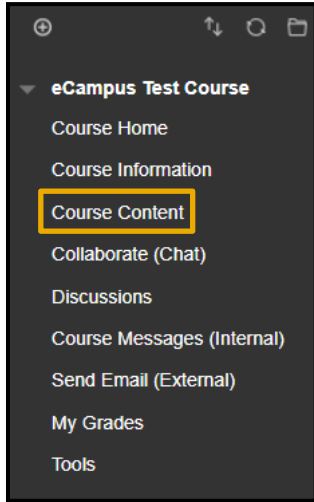 eCampus Test Course
Course Home
Course Information
Course Content
Collaborate (Chat)
Discussions
Course Messages (Internal)
Send Email (External)
My Grades
Tools